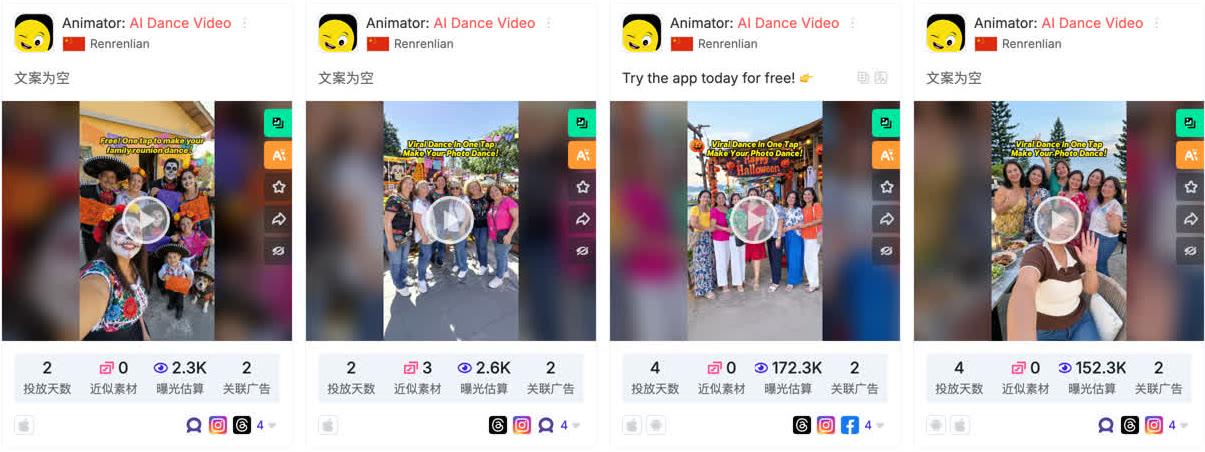 Animator: AI Dance Video
Renrenlian
文案为空
Free! One tap to make your
family reunion dance.
2
0
2.3K
2
投放天数
近似素材
曝光估算
关联广告
4
Animator: AI Dance Video
Renrenlian
文案为空
Viral Dance In One Tap
Make Your Photo Dance!
2
3
2.6K
2
投放天数
近似素材
曝光估算
关联广告
4
Animator: AI Dance Video
Renrenlian
Try the app today for free! 👉
Viral Dance In One Tap
Make Your Photo Dance!
Happy
Halloween
4
0
172.3K
2
投放天数
近似素材
曝光估算
关联广告
4
Animator: AI Dance Video
Renrenlian
文案为空
Viral Dance In One Tap
Make Your Photo Dance!
4
0
152.3K
2
投放天数
近似素材
曝光估算
关联广告
4